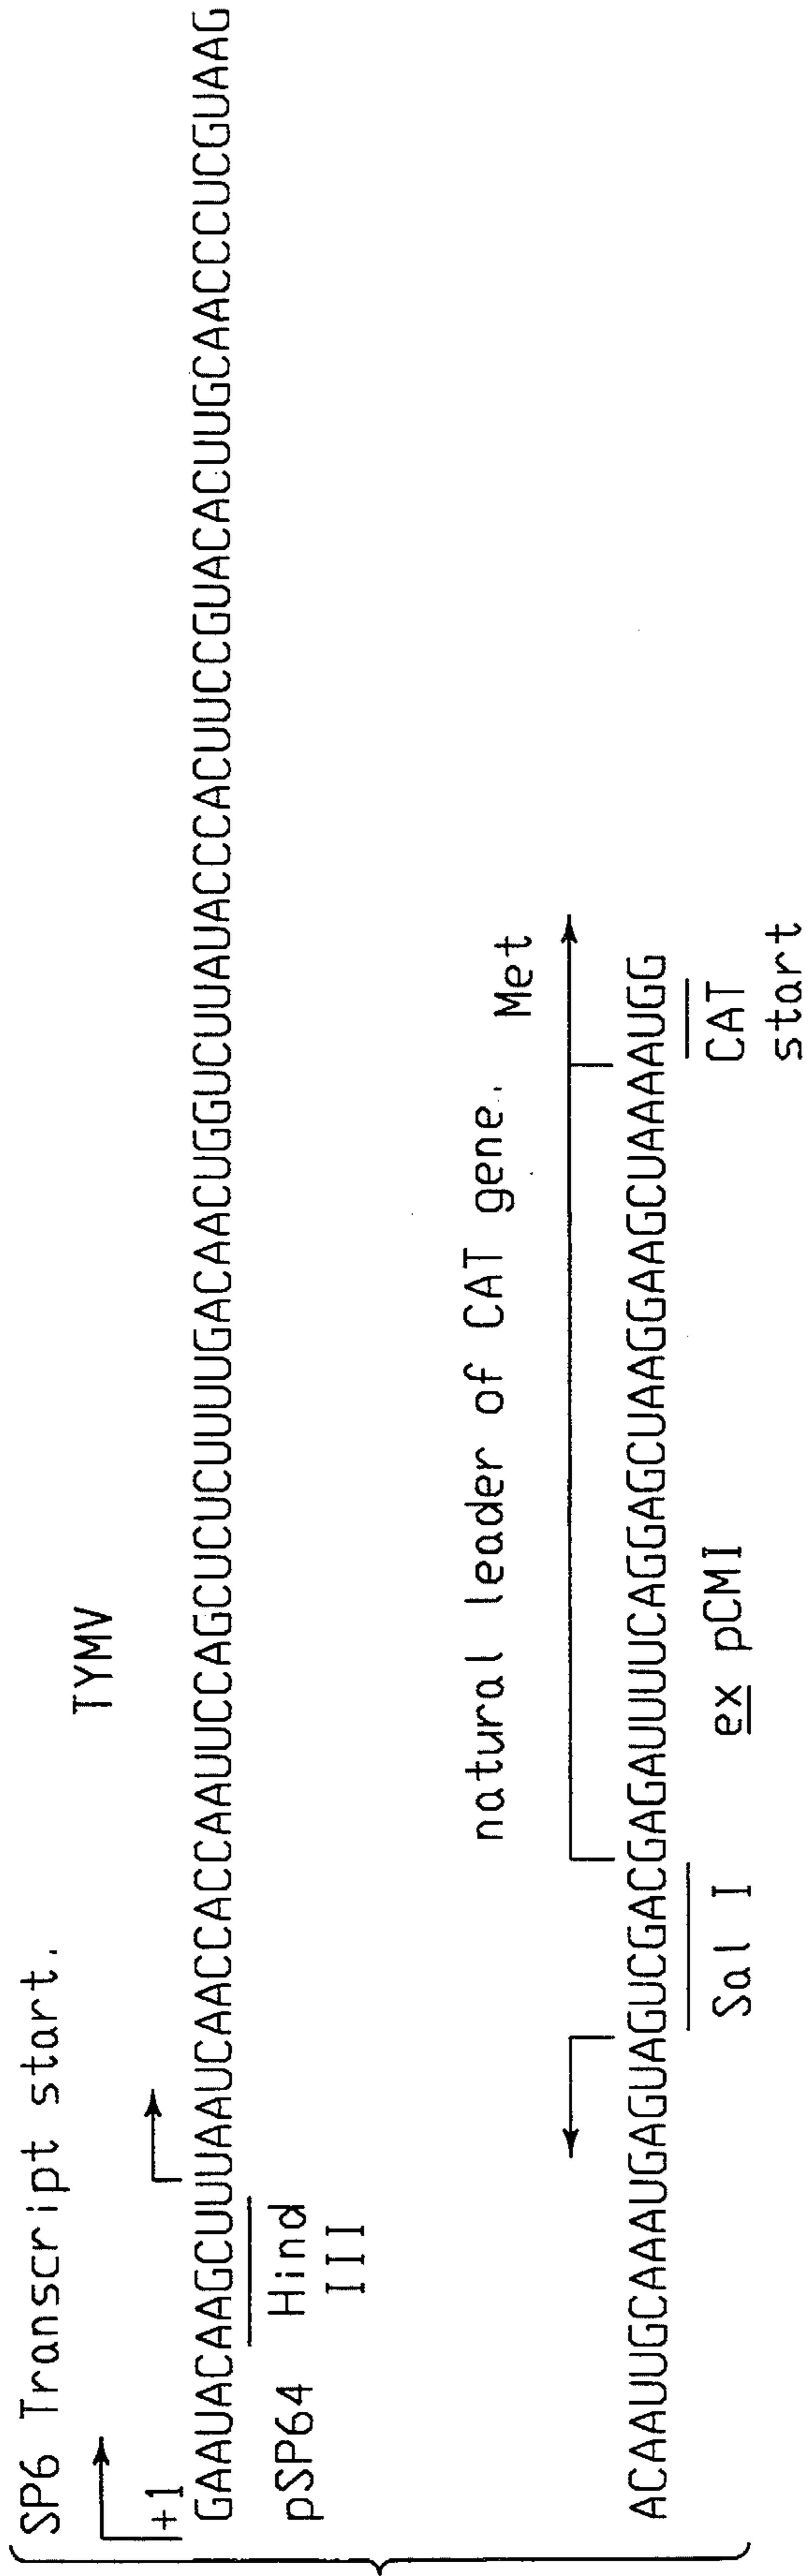 SP6 Transcript start.
TYMV
+1
GAAUACAAGCUUUAAUCAACCACCAAUUCCAGCUCUCUUUUGACAACUGGUCUUAUACCCACUUCCGUACACUUGCAACCCUCGUAAG
pSP64 Hind
III
natural leader of CAT gene. Met
ACAAUUGCAAAUGAGUAGUCGACGAGAUUUUCAGGAGCUAAGGAAGCUAAAAUGG
Sal I ex pCMI CAT
start